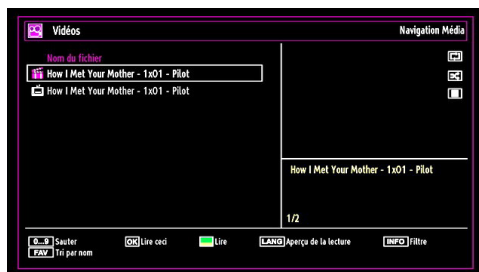 Vidéos Navigation Média
Nom du fichier
How I Met Your Mother - 1x01 - Pilot
How I Met Your Mother - 1x01 - Pilot
How I Met Your Mother - 1x01 - Pilot
1/2
0...9 Sauter OK Lire ceci Lire LANG Aperçu de la lecture INFO Filtre
FAV Tri par nom